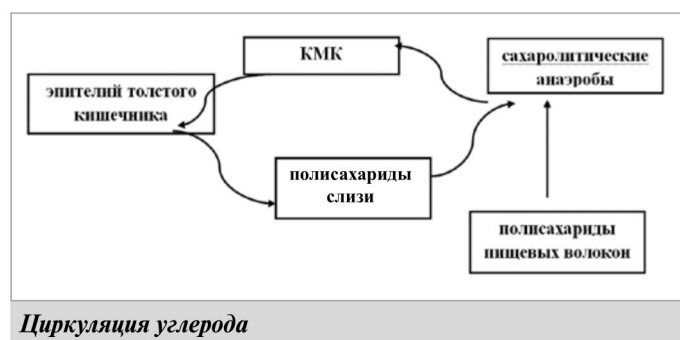 КМК
сахаролитические
анаэробы
эпителий толстого
кишечника
полисахариды
слизи
полисахариды
пищевых волокон
Циркуляция углерода